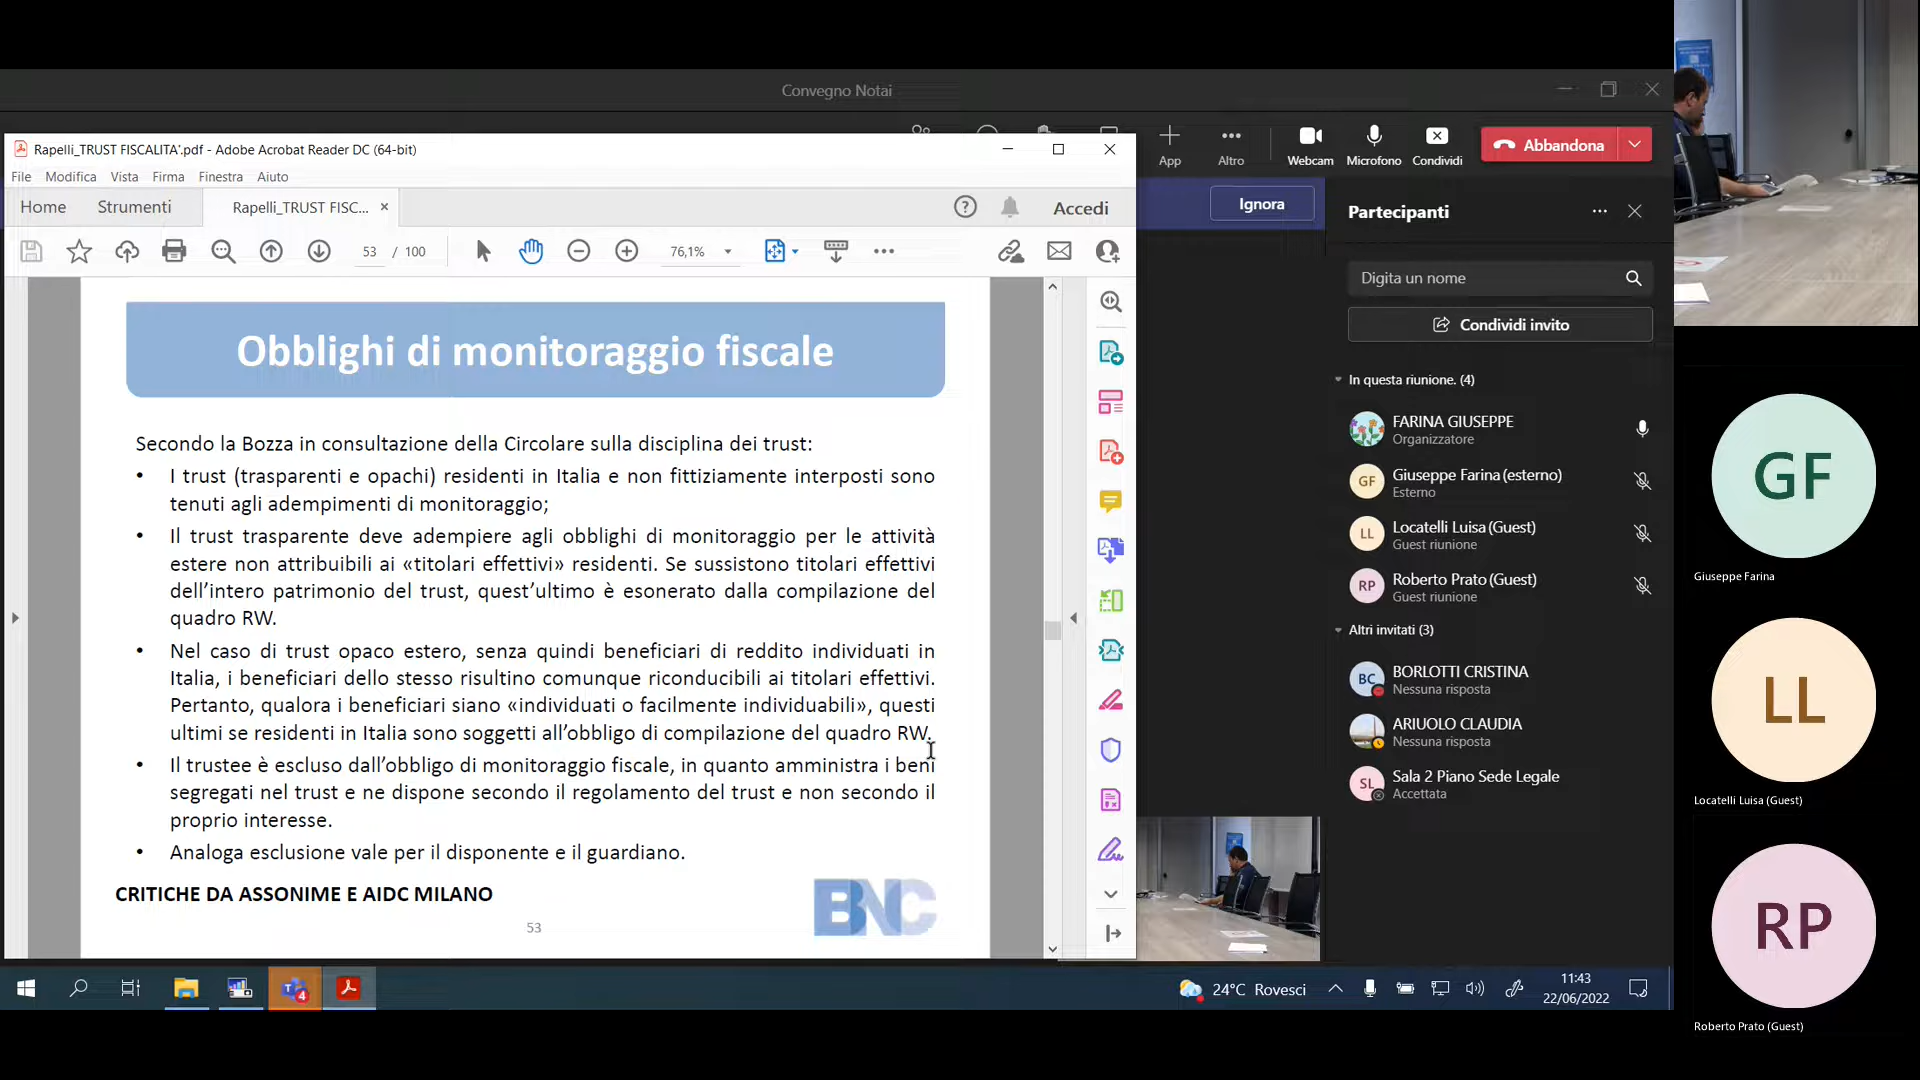 Convegno Notai
App
Altro
Webcam
Microfono
Condividi
Abbandona
Rapelli_TRUST FISCALITA'.pdf - Adobe Acrobat Reader DC (64-bit)
File Modifica Vista Firma Finestra Aiuto
Home Strumenti Rapelli_TRUST FISC... Accedi
53 / 100 76,1%
Obblighi di monitoraggio fiscale
Secondo la Bozza in consultazione della Circolare sulla disciplina dei trust:
• I trust (trasparenti e opachi) residenti in Italia e non fittiziamente interposti sono
tenuti agli adempimenti di monitoraggio;
• Il trust trasparente deve adempiere agli obblighi di monitoraggio per le attività
estere non attribuibili ai «titolari effettivi» residenti. Se sussistono titolari effettivi
dell’intero patrimonio del trust, quest’ultimo è esonerato dalla compilazione del
quadro RW.
• Nel caso di trust opaco estero, senza quindi beneficiari di reddito individuati in
Italia, i beneficiari dello stesso risultino comunque riconducibili ai titolari effettivi.
Pertanto, qualora i beneficiari siano «individuati o facilmente individuabili», questi
ultimi se residenti in Italia sono soggetti all’obbligo di compilazione del quadro RW.
• Il trustee è escluso dall’obbligo di monitoraggio fiscale, in quanto amministra i beni
segregati nel trust e ne dispone secondo il regolamento del trust e non secondo il
proprio interesse.
• Analoga esclusione vale per il disponente e il guardiano.
CRITICHE DA ASSONIME E AIDC MILANO
BNC
53
Ignora
Partecipanti
Digita un nome
Condividi invito
In questa riunione. (4)
FARINA GIUSEPPE
Organizzatore
GF Giuseppe Farina (esterno)
Esterno
LL Locatelli Luisa (Guest)
Guest riunione
RP Roberto Prato (Guest)
Guest riunione
Altri invitati (3)
BC BORLOTTI CRISTINA
Nessuna risposta
ARIUOLO CLAUDIA
Nessuna risposta
SL Sala 2 Piano Sede Legale
Accettata
GF
Giuseppe Farina
LL
Locatelli Luisa (Guest)
RP
Roberto Prato (Guest)
4
24°C Rovesci
11:43
22/06/2022